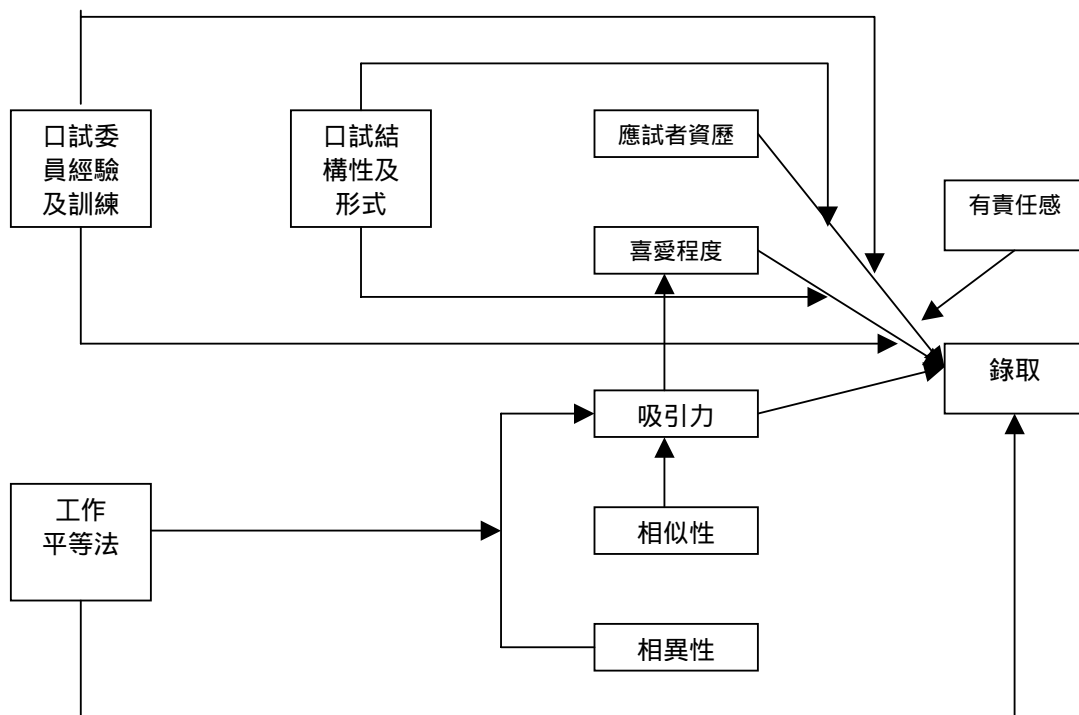 口試委
員經驗
及訓練
口試結
構性及
形式
應試者資歷
有責任感
喜愛程度
錄取
吸引力
工作
平等法
相似性
相異性